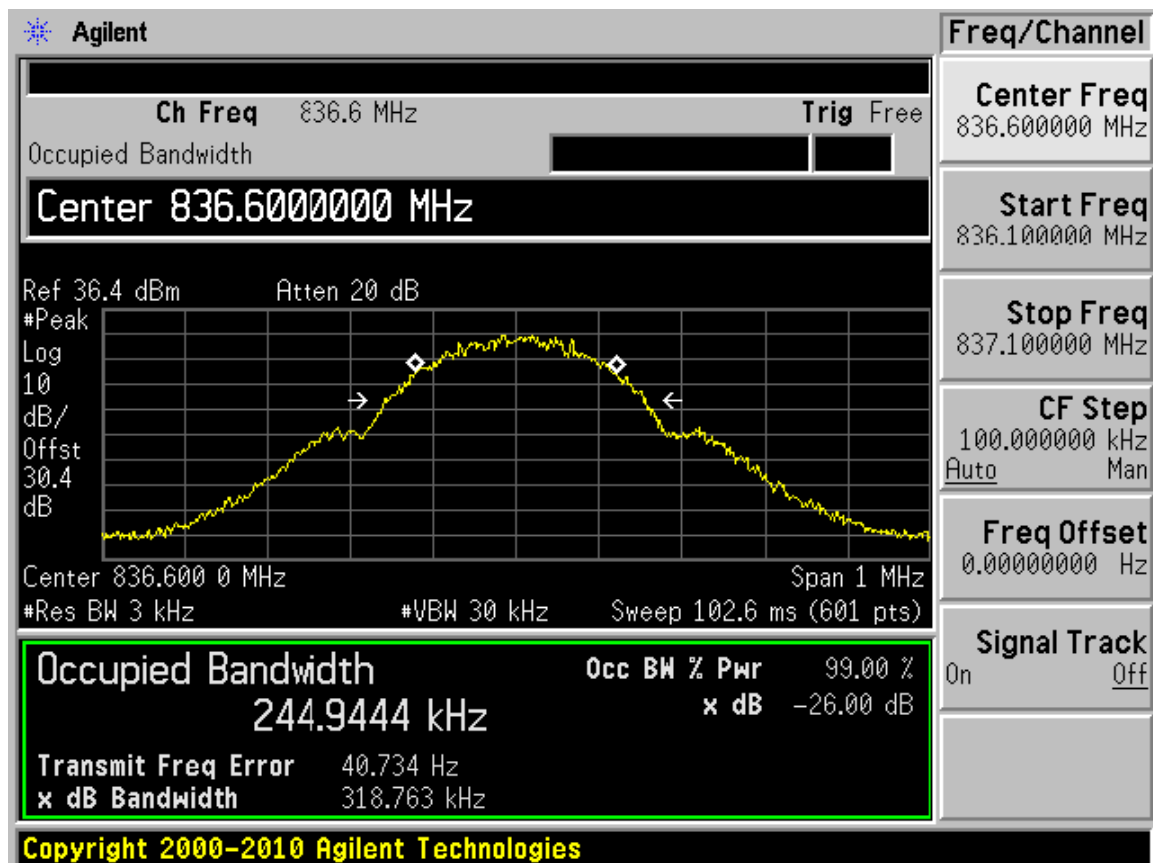 Agilent
Freq/Channel
Ch Freq 836.6 MHz Trig Free
Occupied Bandwidth
Center 836.6000000 MHz
Ref 36.4 dBm Atten 20 dB
#Peak
Log
10
dB/
Offst
30.4
dB
Center 836.600 0 MHz Span 1 MHz
#Res BW 3 kHz #VBW 30 kHz Sweep 102.6 ms (601 pts)
Occupied Bandwidth
244.9444 kHz
Occ BW % Pwr 99.00 %
x dB -26.00 dB
Transmit Freq Error 40.734 Hz
x dB Bandwidth 318.763 kHz
Center Freq
836.600000 MHz
Start Freq
836.100000 MHz
Stop Freq
837.100000 MHz
CF Step
100.000000 kHz
Auto Man
Freq Offset
0.00000000 Hz
Signal Track
On Off
Copyright 2000-2010 Agilent Technologies